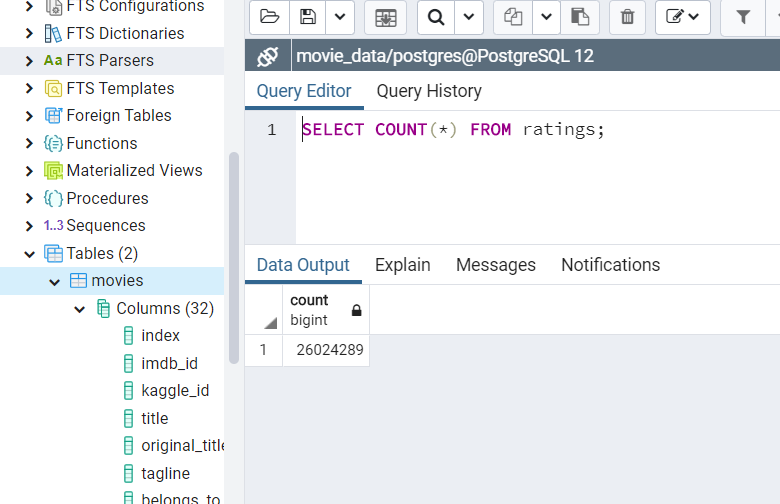 FTS Configurations
FTS Dictionaries
Aa FTS Parsers
FTS Templates
Foreign Tables
Functions
Materialized Views
Procedures
1..3 Sequences
Tables (2)
movies
Columns (32)
index
imdb_id
kaggle_id
title
original_title
tagline
belongs_to
movie_data/postgres@PostgreSQL 12
Query Editor Query History
1 SELECT COUNT(*) FROM ratings;
Data Output Explain Messages Notifications
count
bigint
1 26024289